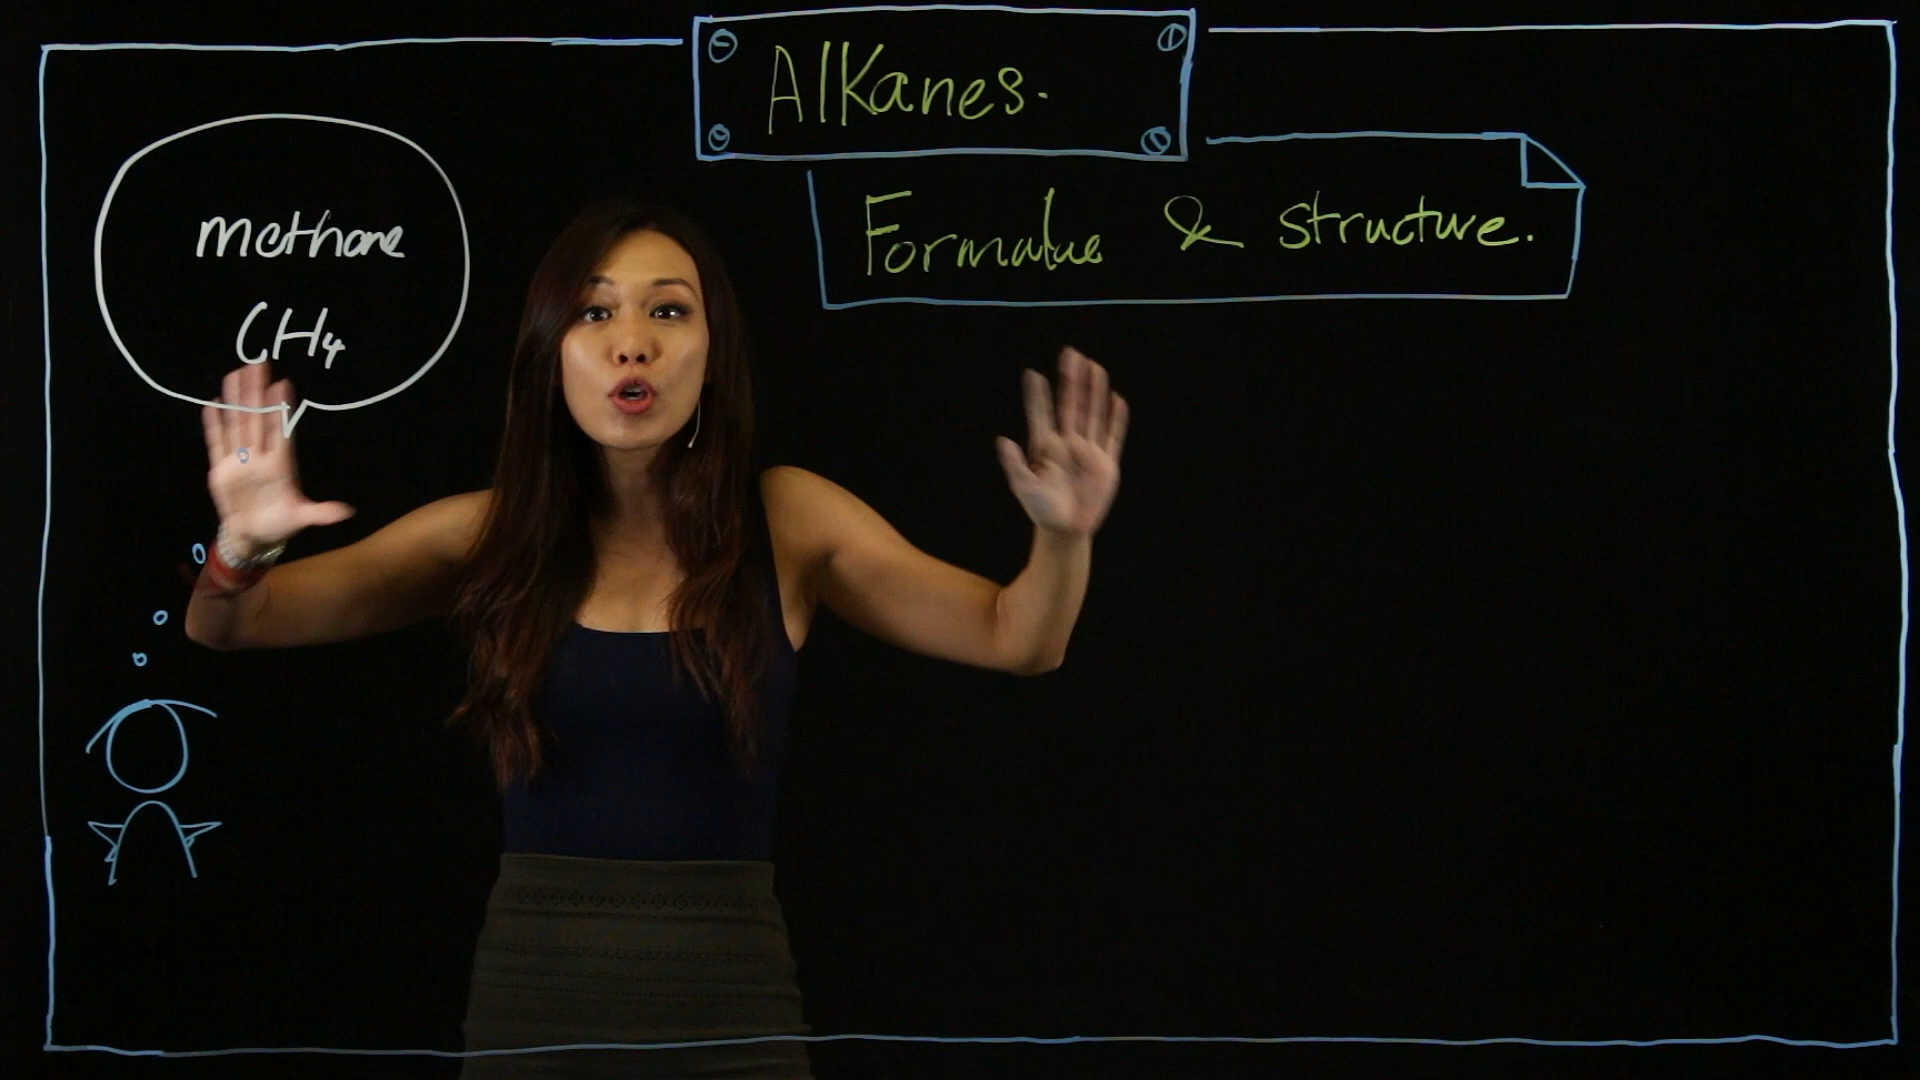 Alkanes.
Formulae & structure.
methane
CH₄